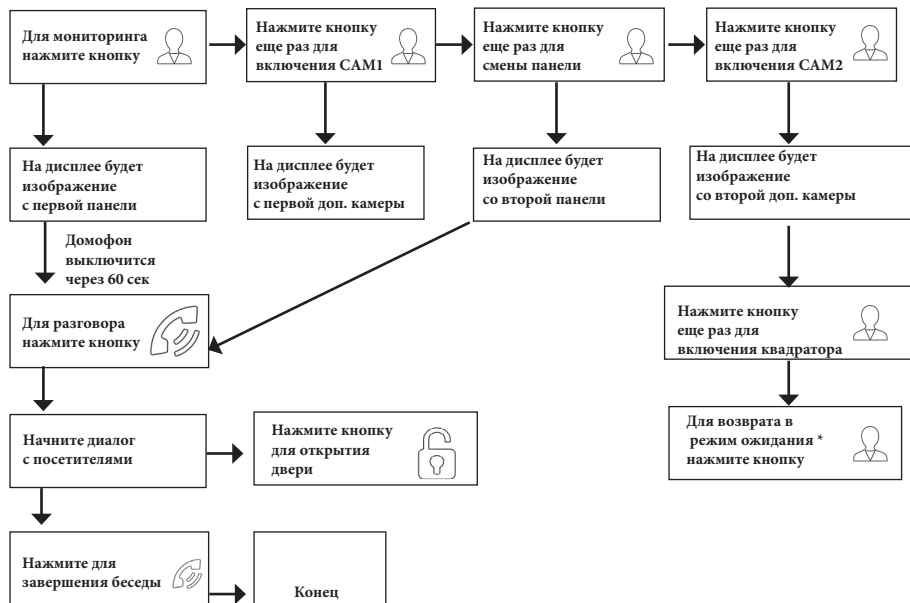 Для мониторинга
нажмите кнопку
Нажмите кнопку
еще раз для
включения CAM1
Нажмите кнопку
еще раз для
смены панели
Нажмите кнопку
еще раз для
включения CAM2
На дисплее будет
изображение
с первой панели
На дисплее будет
изображение
с первой доп. камеры
На дисплее будет
изображение
со второй панели
На дисплее будет
изображение
со второй доп. камеры
Домофон
выключится
через 60 сек
Для разговора
нажмите кнопку
Нажмите кнопку
еще раз для
включения квадратора
Начните диалог
с посетителями
Нажмите кнопку
для открытия
двери
Для возврата в
режим ожидания *
нажмите кнопку
Нажмите для
завершения беседы
Конец